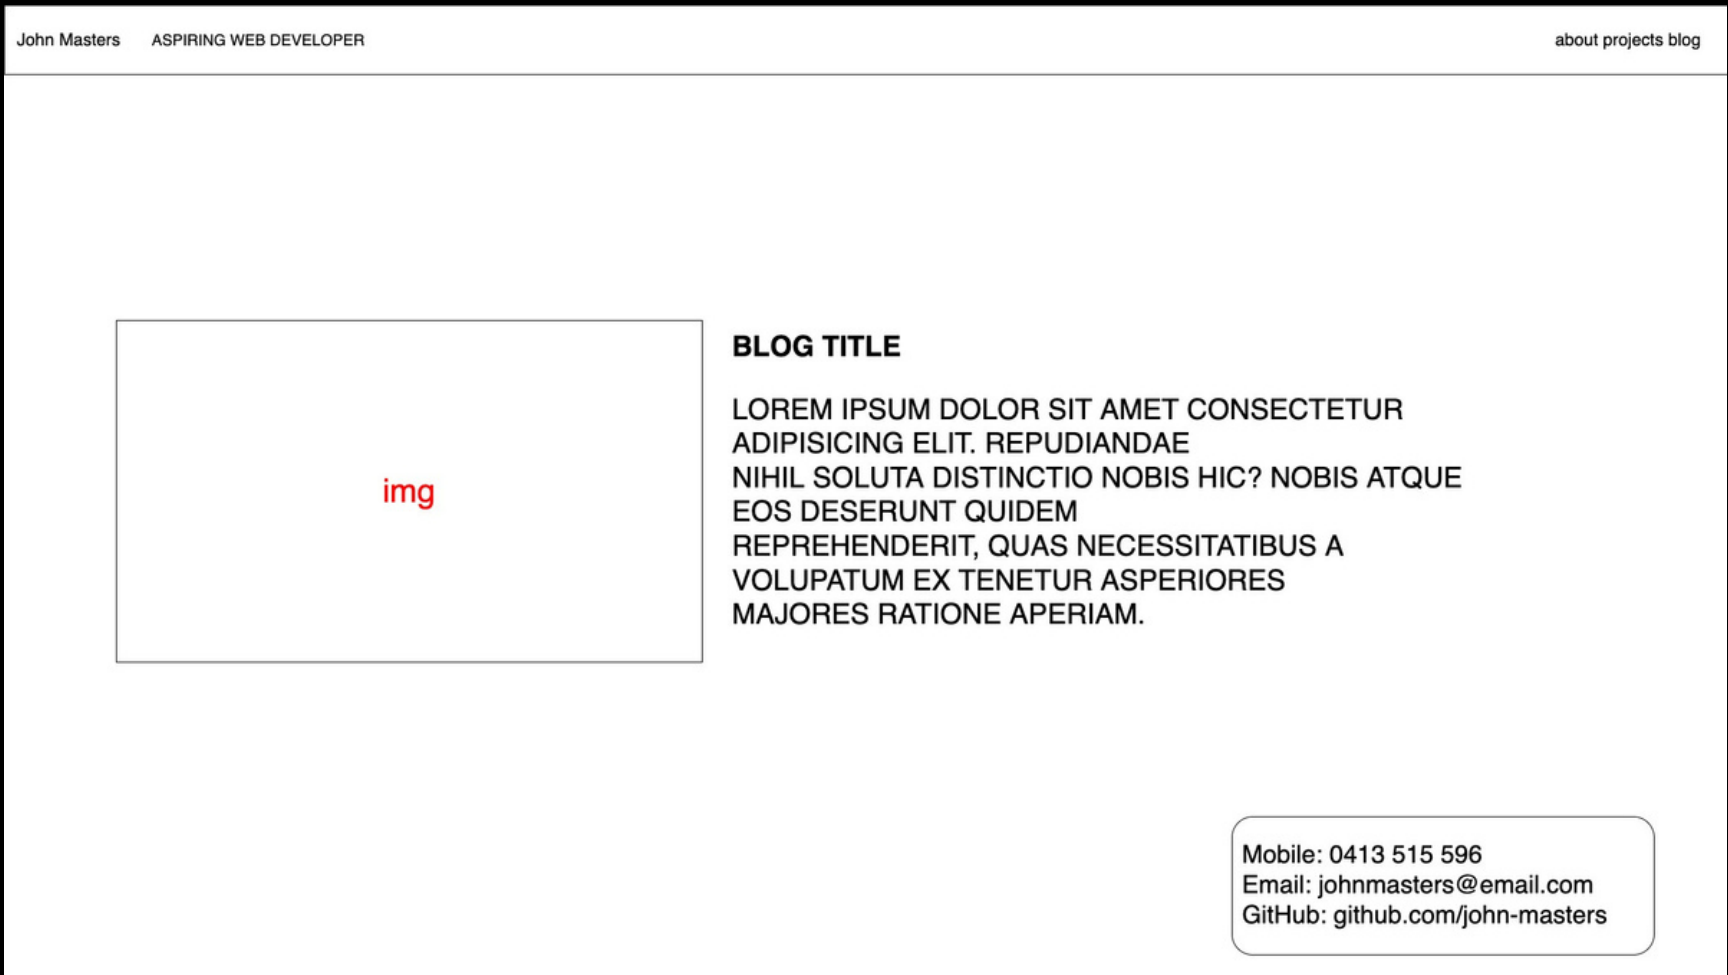 John Masters ASPIRING WEB DEVELOPER about projects blog
img
BLOG TITLE
LOREM IPSUM DOLOR SIT AMET CONSECTETUR
ADIPISICING ELIT. REPUDIANDAE
NIHIL SOLUTA DISTINCTIO NOBIS HIC? NOBIS ATQUE
EOS DESERUNT QUIDEM
REPREHENDERIT, QUAS NECESSITATIBUS A
VOLUPATUM EX TENETUR ASPERIORES
MAJORES RATIONE APERIAM.
Mobile: 0413 515 596
Email: johnmasters@email.com
GitHub: github.com/john-masters